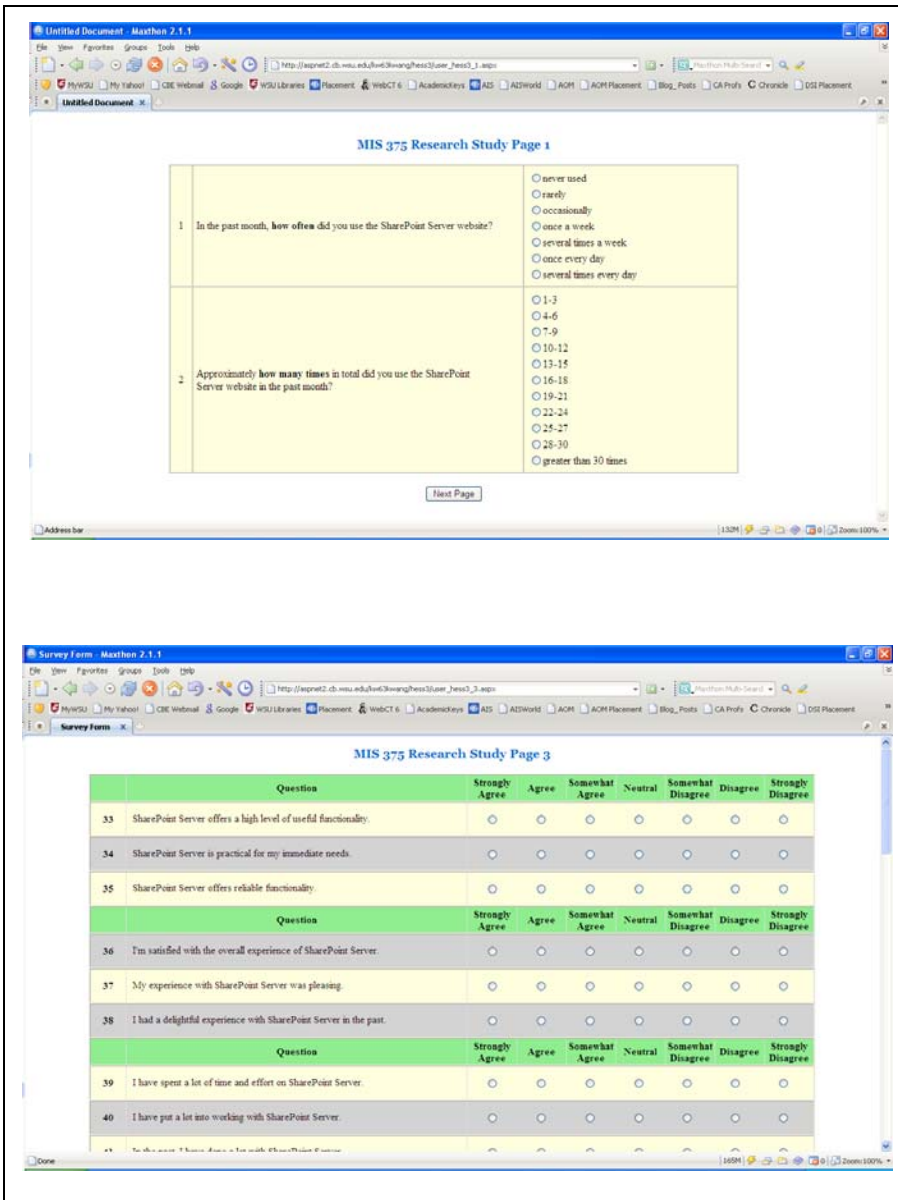 Untitled Document - Maxthon 2.1.1
File View Favorites Groups Tools Help
http://aspnet2.cb.wsu.edu/kw63kwang/hess3/user_hess3_1.aspx
MyWSU My Yahoo! CBE Webmail Google WSU Libraries Placement WebCT 6 AcademicKeys AIS AISWorld AOM AOM Placement Blog_Posts CA Profs Chronicle DSI Placement
Untitled Document
MIS 375 Research Study Page 1
1 In the past month, how often did you use the SharePoint Server website?
never used
rarely
occasionally
once a week
several times a week
once every day
several times every day
2 Approximately how many times in total did you use the SharePoint
Server website in the past month?
1-3
4-6
7-9
10-12
13-15
16-18
19-21
22-24
25-27
28-30
greater than 30 times
Next Page
Address bar 132M 0 Zoom: 100%
Survey Form - Maxthon 2.1.1
File View Favorites Groups Tools Help
http://aspnet2.cb.wsu.edu/kw63kwang/hess3/user_hess3_3.aspx
MyWSU My Yahoo! CBE Webmail Google WSU Libraries Placement WebCT 6 AcademicKeys AIS AISWorld AOM AOM Placement Blog_Posts CA Profs Chronicle DSI Placement
Survey Form
MIS 375 Research Study Page 3
Question Strongly Agree Agree Somewhat Agree Neutral Somewhat Disagree Disagree Strongly Disagree
33 SharePoint Server offers a high level of useful functionality.
34 SharePoint Server is practical for my immediate needs.
35 SharePoint Server offers reliable functionality.
Question Strongly Agree Agree Somewhat Agree Neutral Somewhat Disagree Disagree Strongly Disagree
36 I'm satisfied with the overall experience of SharePoint Server.
37 My experience with SharePoint Server was pleasing.
38 I had a delightful experience with SharePoint Server in the past.
Question Strongly Agree Agree Somewhat Agree Neutral Somewhat Disagree Disagree Strongly Disagree
39 I have spent a lot of time and effort on SharePoint Server.
40 I have put a lot into working with SharePoint Server.
Done 165M 0 Zoom: 100%